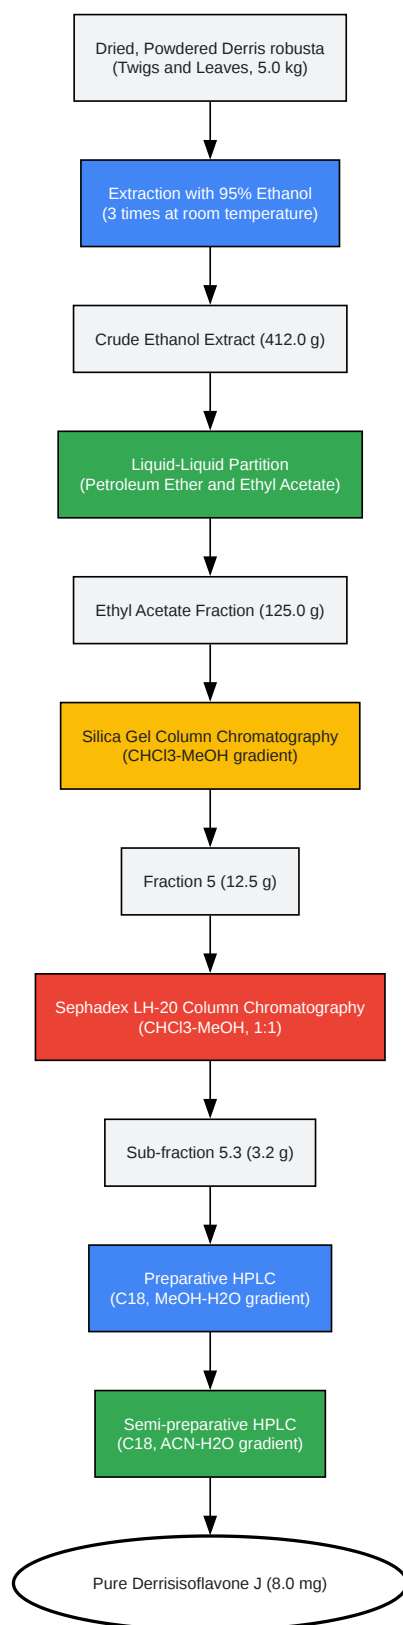 Dried, Powdered Derris robusta
(Twigs and Leaves, 5.0 kg)
Extraction with 95% Ethanol
(3 times at room temperature)
Crude Ethanol Extract (412.0 g)
Liquid-Liquid Partition
(Petroleum Ether and Ethyl Acetate)
Ethyl Acetate Fraction (125.0 g)
Silica Gel Column Chromatography
(CHCl3-MeOH gradient)
Fraction 5 (12.5 g)
Sephadex LH-20 Column Chromatography
(CHCl3-MeOH, 1:1)
Sub-fraction 5.3 (3.2 g)
Preparative HPLC
(C18, MeOH-H2O gradient)
Semi-preparative HPLC
(C18, ACN-H2O gradient)
Pure Derrisisoflavone J (8.0 mg)